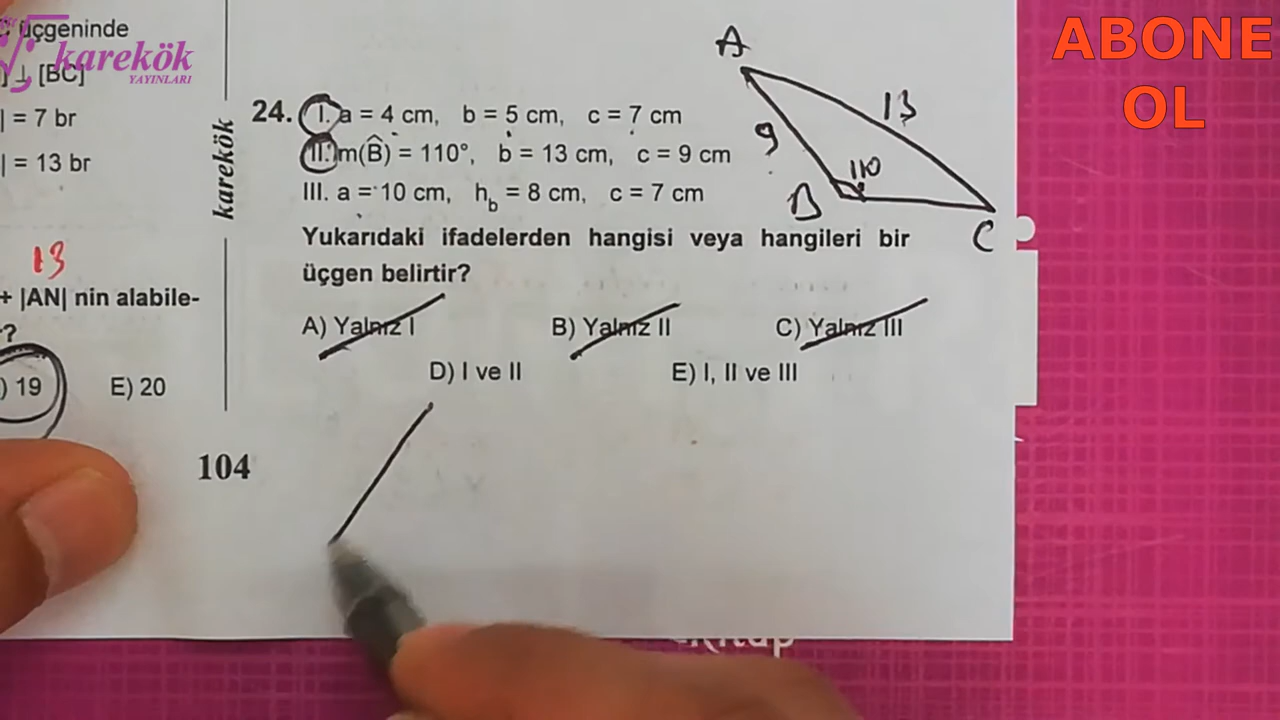 ABONE
OL
karekök
YAYINLARI
üçgeninde
⊥ [BC]
| = 7 br
| = 13 br
13
+ |AN| nin alabile-
?
) 19 E) 20
karekök
104
24. I. a = 4 cm, b = 5 cm, c = 7 cm
II. m(B̂) = 110°, b = 13 cm, c = 9 cm
III. a = 10 cm, h_b = 8 cm, c = 7 cm
Yukarıdaki ifadelerden hangisi veya hangileri bir
üçgen belirtir?
A) Yalnız I B) Yalnız II C) Yalnız III
D) I ve II E) I, II ve III
A
13
9
110
B
C